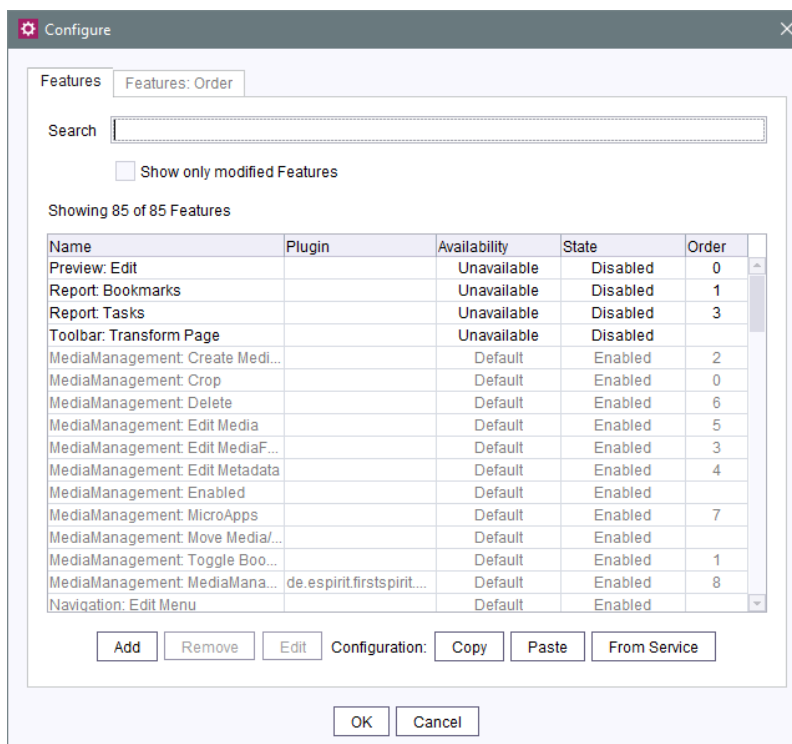 Configure
Features Features: Order
Search
Show only modified Features
Showing 85 of 85 Features
Name Plugin Availability State Order
Preview: Edit Unavailable Disabled 0
Report: Bookmarks Unavailable Disabled 1
Report: Tasks Unavailable Disabled 3
Toolbar: Transform Page Unavailable Disabled
MediaManagement: Create Medi... Default Enabled 2
MediaManagement: Crop Default Enabled 0
MediaManagement: Delete Default Enabled 6
MediaManagement: Edit Media Default Enabled 5
MediaManagement: Edit MediaF... Default Enabled 3
MediaManagement: Edit Metadata Default Enabled 4
MediaManagement: Enabled Default Enabled
MediaManagement: MicroApps Default Enabled 7
MediaManagement: Move Media/... Default Enabled
MediaManagement: Toggle Boo... Default Enabled 1
MediaManagement: MediaMana... de.espirit.firstspirit.... Default Enabled 8
Navigation: Edit Menu Default Enabled
Add Remove Edit Configuration: Copy Paste From Service
OK Cancel